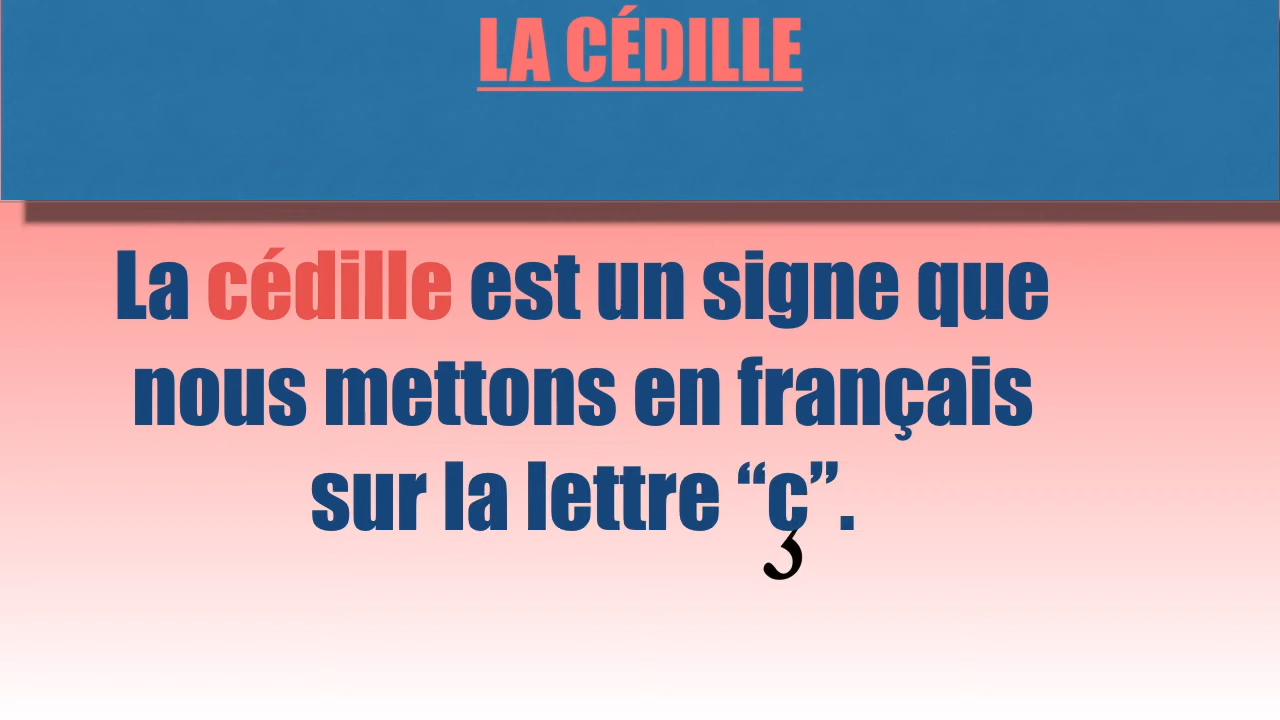 LA CÉDILLE
La cédille est un signe que
nous mettons en français
sur la lettre “ç”.